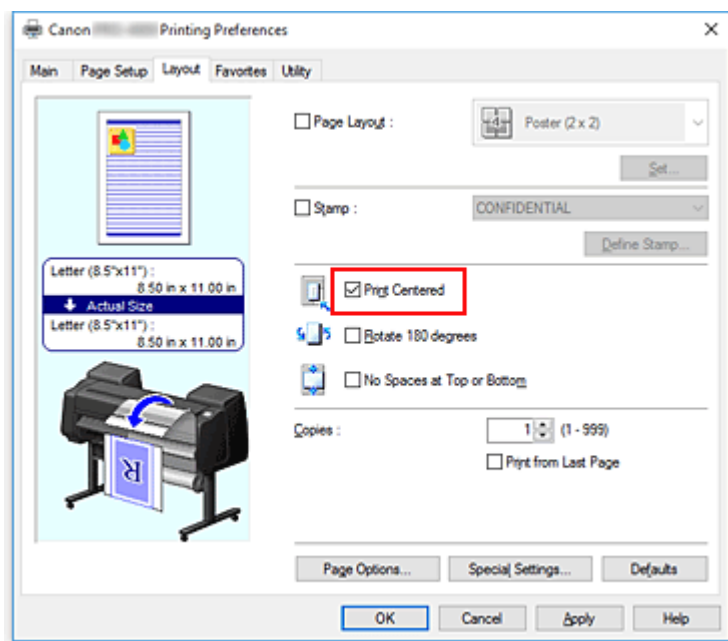 Canon Printing Preferences
Main Page Setup Layout Favorites Utility
Page Layout :
Poster (2 x 2)
Set...
Stamp :
CONFIDENTIAL
Define Stamp...
Letter (8.5"x11") :
8.50 in x 11.00 in
Actual Size
Letter (8.5"x11") :
8.50 in x 11.00 in
Print Centered
Rotate 180 degrees
No Spaces at Top or Bottom
Copies :
1 (1 - 999)
Print from Last Page
R
Page Options... Special Settings... Defaults
OK Cancel Apply Help